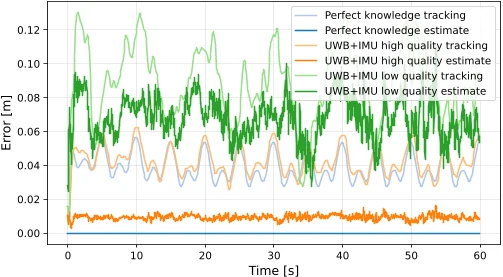 Perfect knowledge tracking
Perfect knowledge estimate
UWB+IMU high quality tracking
UWB+IMU high quality estimate
UWB+IMU low quality tracking
UWB+IMU low quality estimate
Error [m]
0.12
0.10
0.08
0.06
0.04
0.02
0.00
0 10 20 30 40 50 60
Time [s]